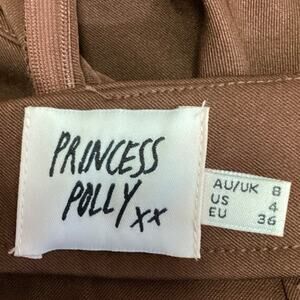 PRINCESS
POLLY xx
AU/UK 8
US 4
EU 36